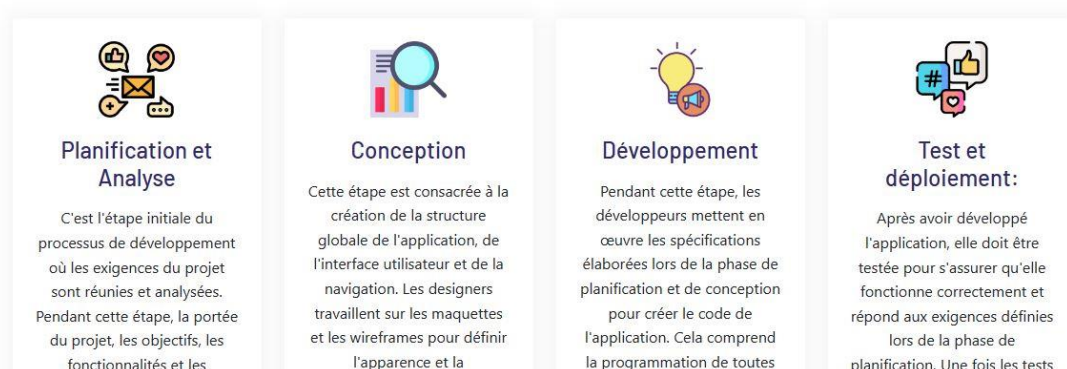 Planification et
Analyse
C'est l'étape initiale du
processus de développement
où les exigences du projet
sont réunies et analysées.
Pendant cette étape, la portée
du projet, les objectifs, les
fonctionnalités et les
Conception
Cette étape est consacrée à la
création de la structure
globale de l'application, de
l'interface utilisateur et de la
navigation. Les designers
travaillent sur les maquettes
et les wireframes pour définir
l'apparence et la
Développement
Pendant cette étape, les
développeurs mettent en
œuvre les spécifications
élaborées lors de la phase de
planification et de conception
pour créer le code de
l'application. Cela comprend
la programmation de toutes
Test et
déploiement:
Après avoir développé
l'application, elle doit être
testée pour s'assurer qu'elle
fonctionne correctement et
répond aux exigences définies
lors de la phase de
planification. Une fois les tests